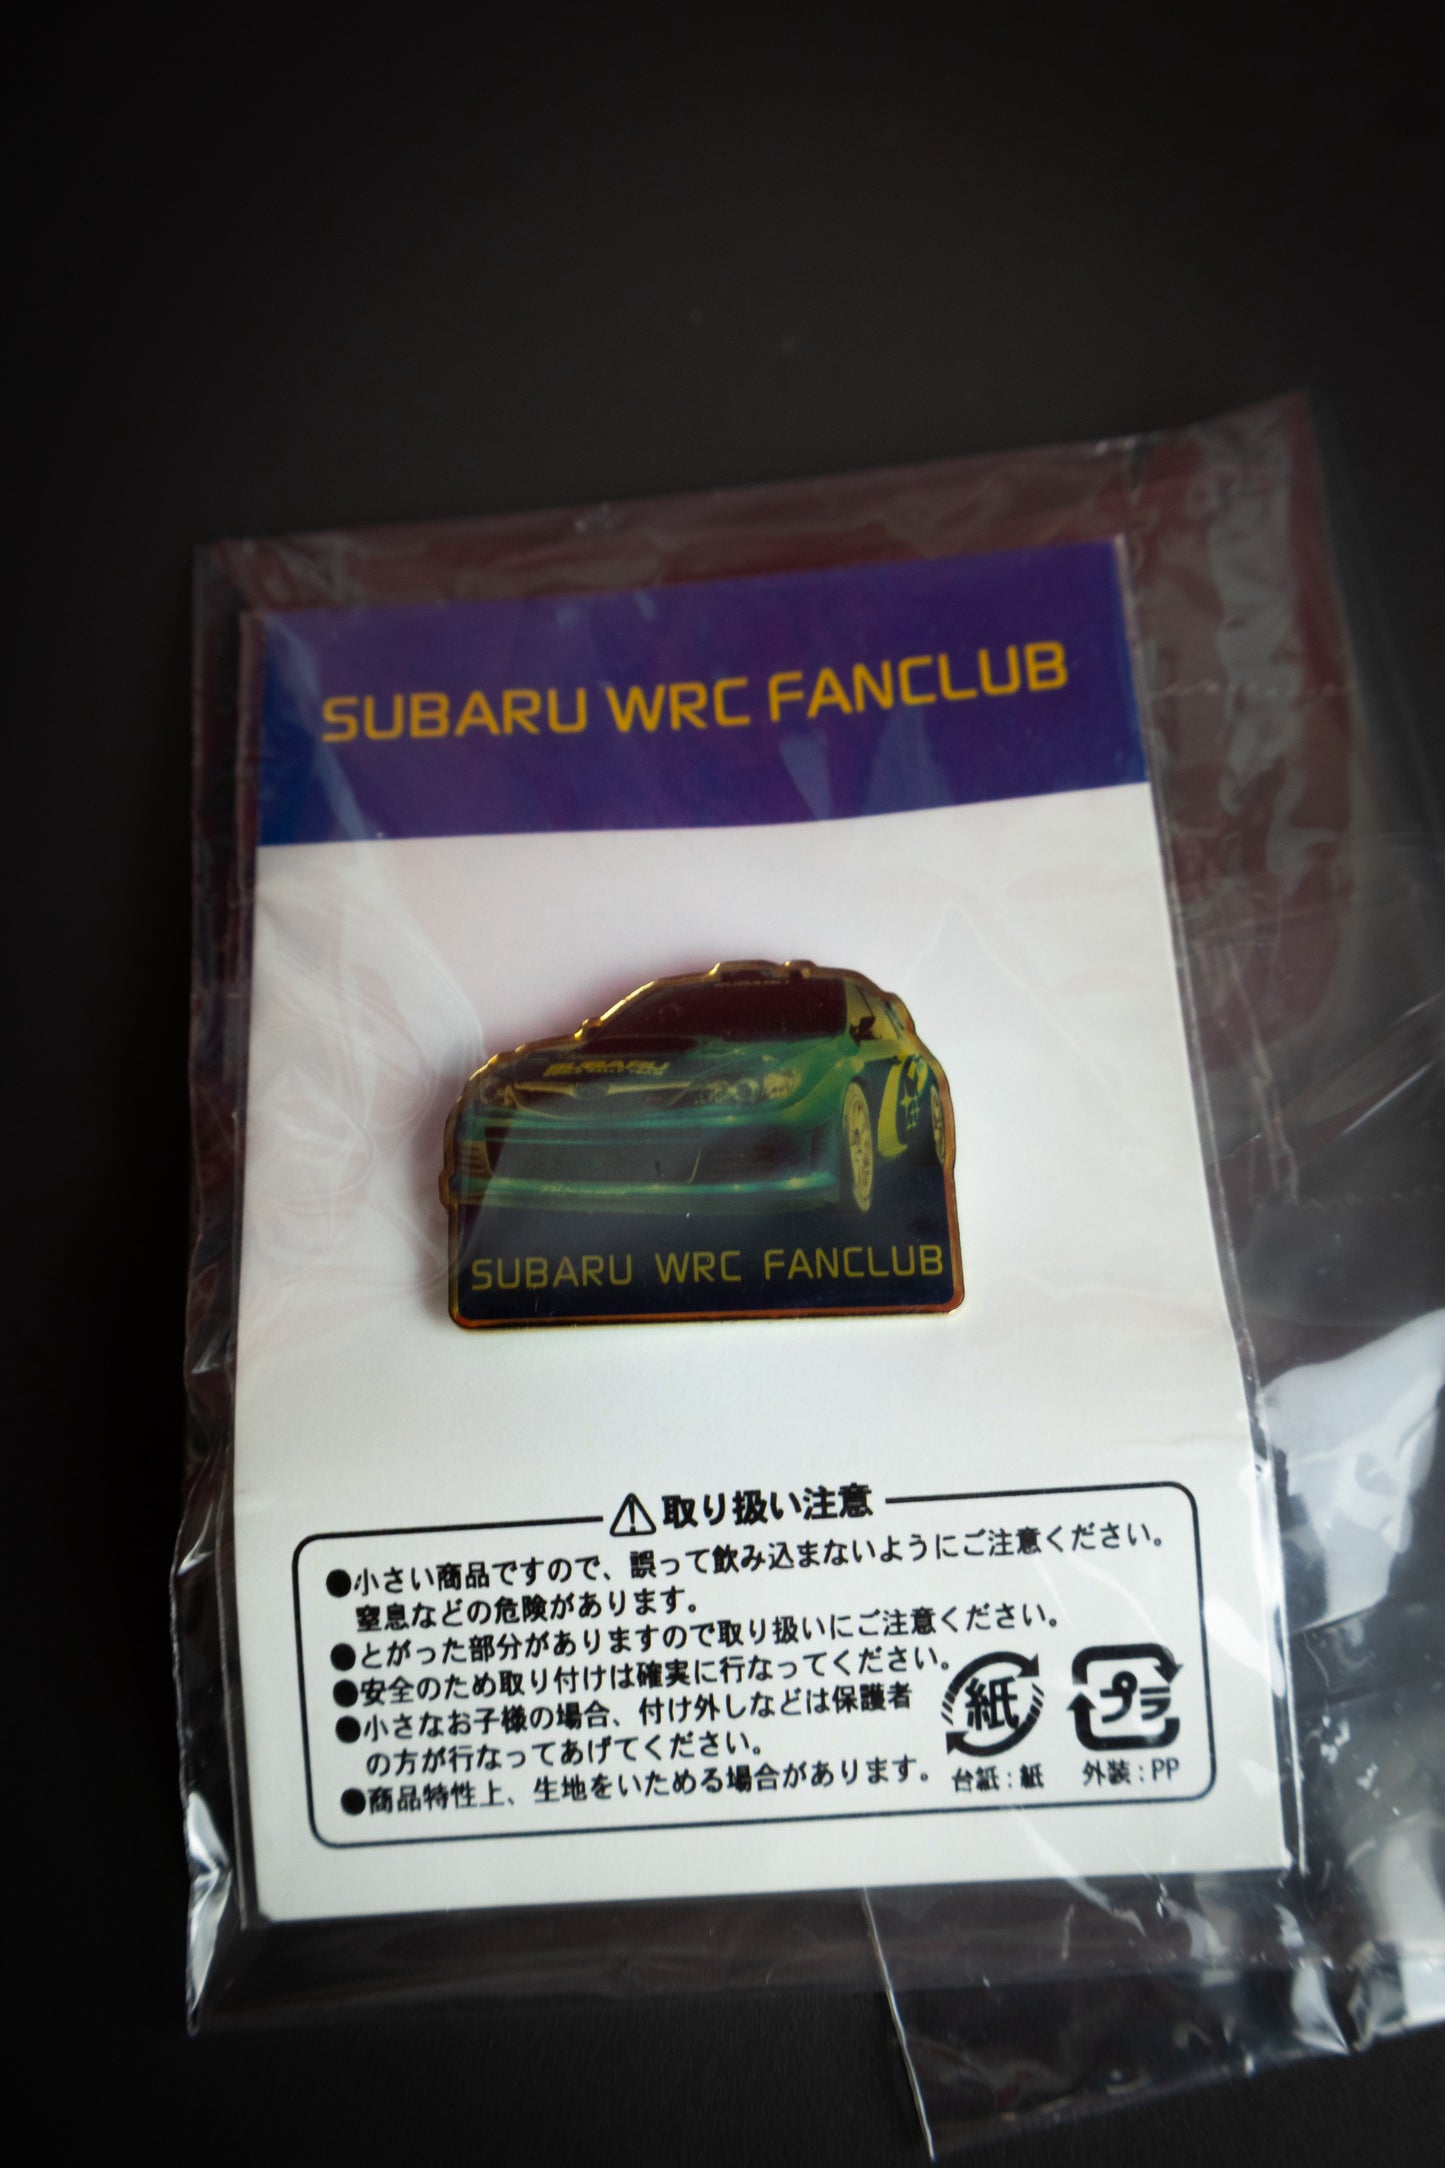 SUBARU WRC FANCLUB
SUBARU
SUBARU
SUBARU WRC FANCLUB
⚠取り扱い注意
●小さい商品ですので、誤って飲み込まないようにご注意ください。
窒息などの危険があります。
●とがった部分がありますので取り扱いにご注意ください。
●安全のため取り付けは確実に行なってください。
●小さなお子様の場合、付け外しなどは保護者
の方が行なってあげてください。
●商品特性上、生地をいためる場合があります。
紙
台紙:紙
プラ
外装:PP